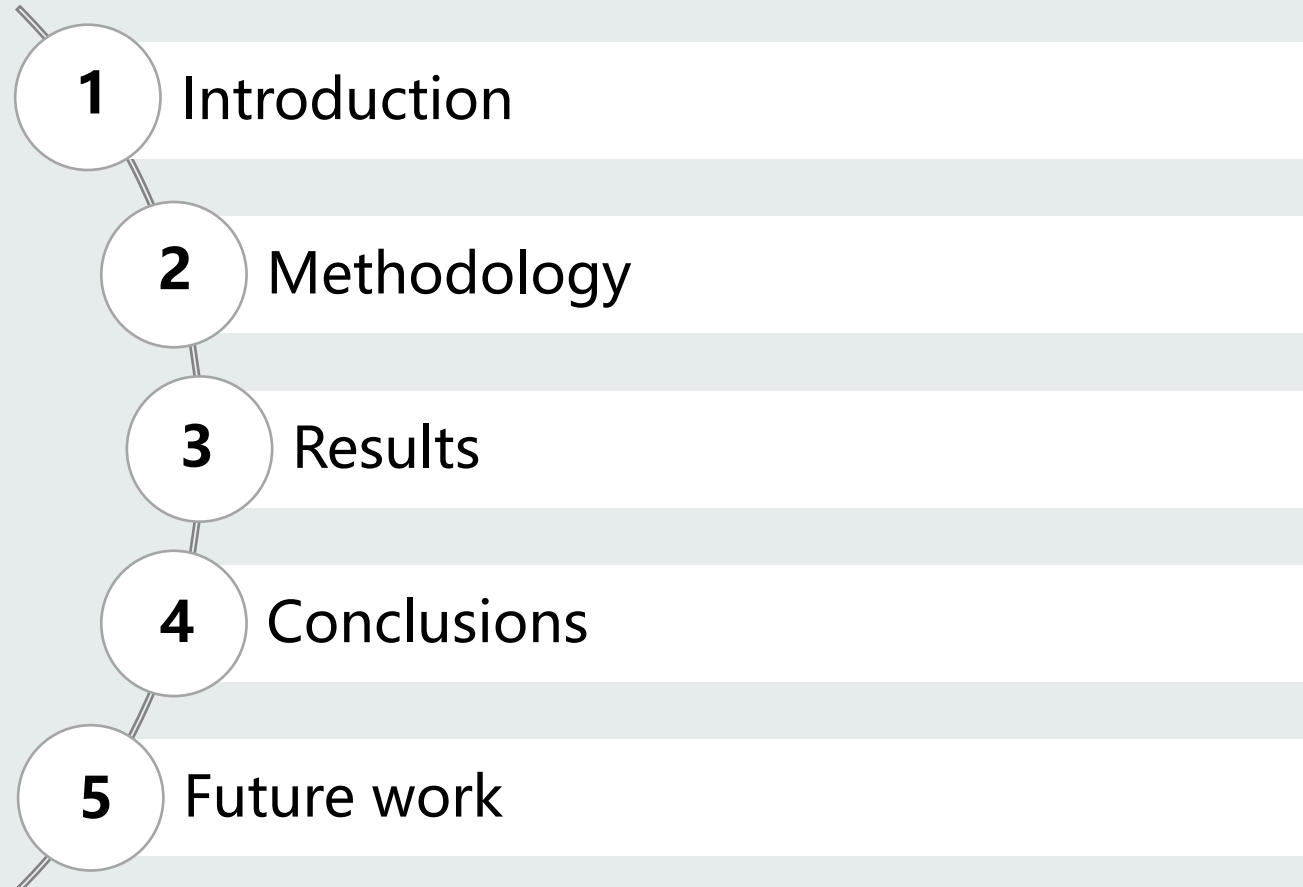 1 Introduction
2 Methodology
3 Results
4 Conclusions
5 Future work